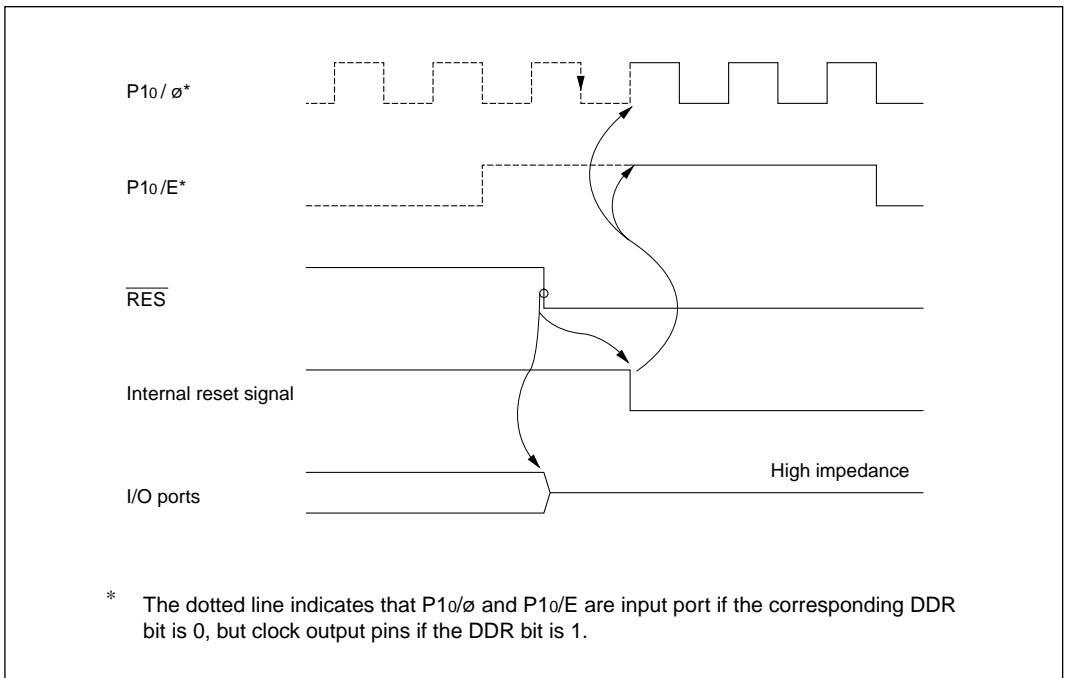 P10/ ø*
P10/E*
RES
Internal reset signal
High impedance
I/O ports
* The dotted line indicates that P10/ø and P10/E are input port if the corresponding DDR
bit is 0, but clock output pins if the DDR bit is 1.